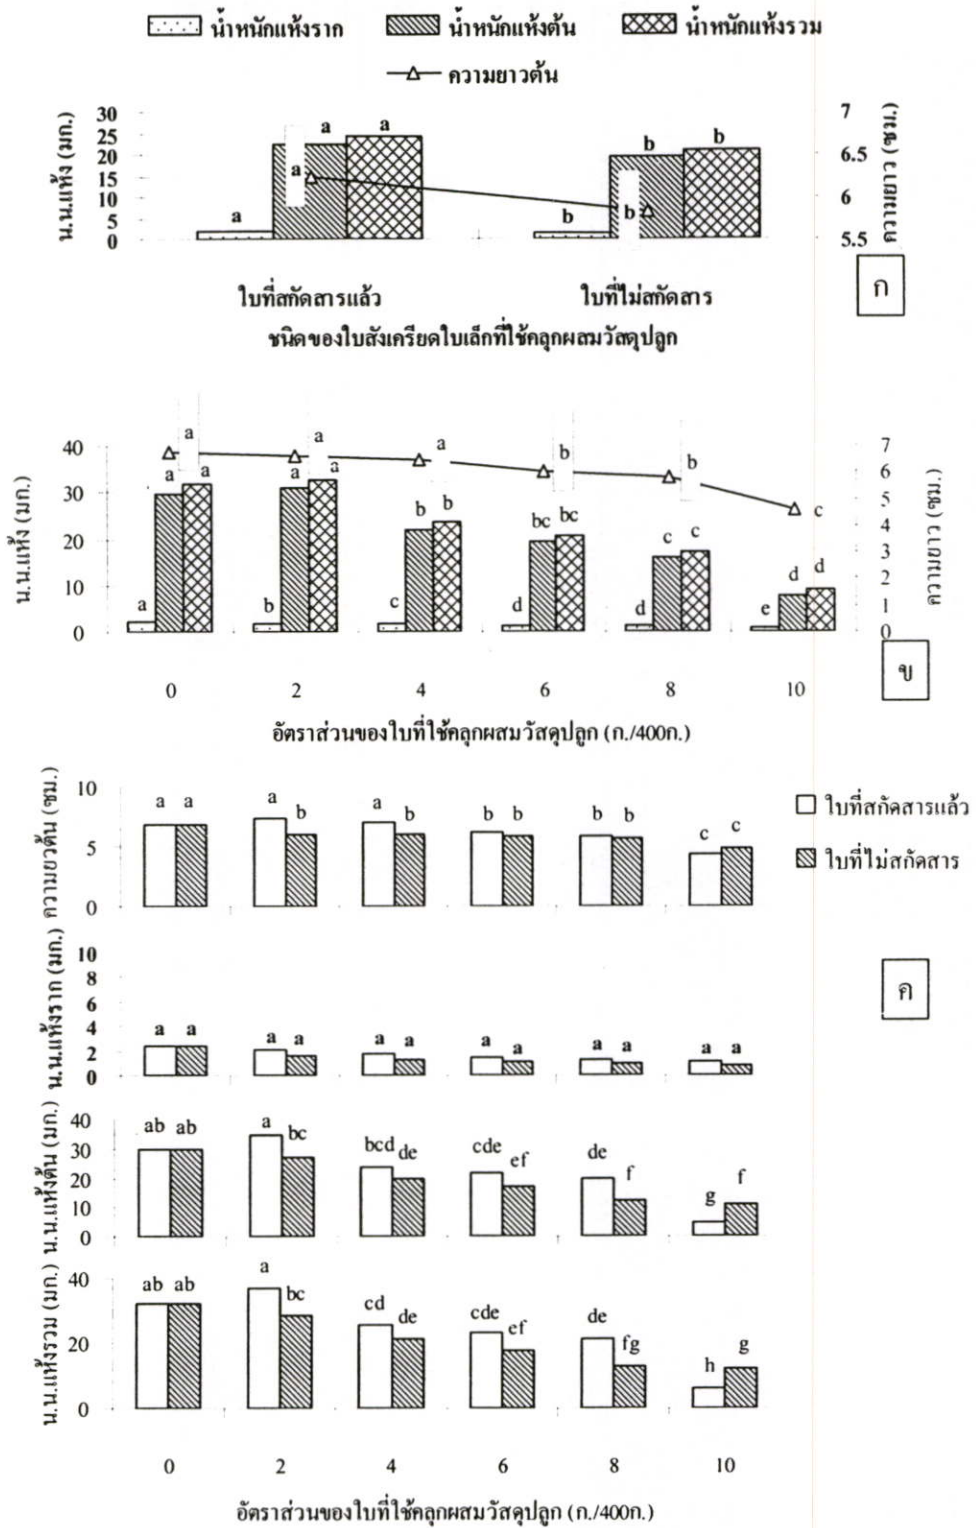 น้ำหนักแห้งราก น้ำหนักแห้งต้น น้ำหนักแห้งรวม
ความยาวต้น
น.น.แห้ง (มก.)
30
25
20
15
10
5
0
a a a a
b b b b
7
6.5
6
5.5
ความยาว (ซม.)
ใบที่สกัดสารแล้ว ใบที่ไม่สกัดสาร
ก
ชนิดของใบสังเครียดใบเล็กที่ใช้คลุกผสมวัสดุปลูก
น.น.แห้ง (มก.)
40
30
20
10
0
a a a a
b a a a
c b b a
d bc bc b
d c c b
e d d c
7
6
5
4
3
2
1
0
ความยาว (ซม.)
ข
0 2 4 6 8 10
อัตราส่วนของใบที่ใช้คลุกผสมวัสดุปลูก (ก./400ก.)
ความยาวต้น (ซม.)
10
5
0
a a a b a b b b b b c c
ใบที่สกัดสารแล้ว
ใบที่ไม่สกัดสาร
น.น.แห้งราก (มก.)
10
8
6
4
2
0
a a a a a a a a a a a a
ค
น.น.แห้งต้น (มก.)
40
30
20
10
0
ab ab a bc bcd de cde ef de f g f
น.น.แห้งรวม (มก.)
40
20
0
ab ab a bc cd de cde ef de fg h g
0 2 4 6 8 10
อัตราส่วนของใบที่ใช้คลุกผสมวัสดุปลูก (ก./400ก.)